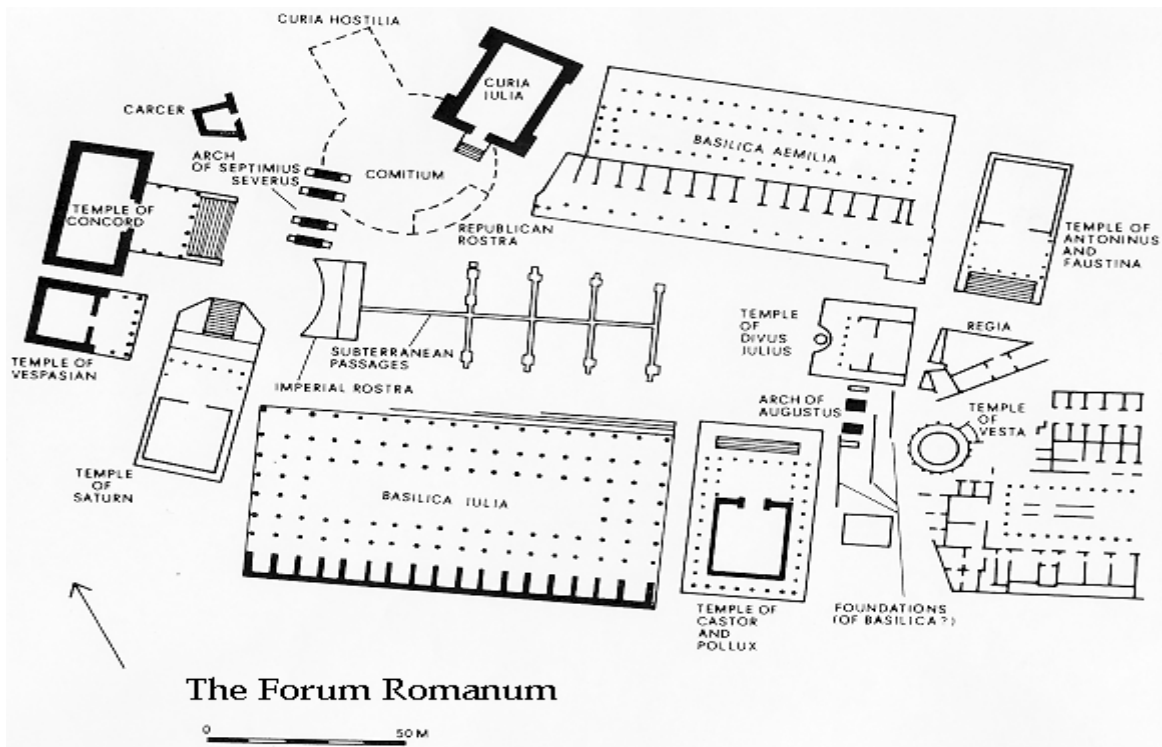 CURIA HOSTILIA
CURIA
IULIA
CARCER
BASILICA AEMILIA
ARCH
OF SEPTIMIUS
SEVERUS
COMITIUM
TEMPLE OF
CONCORD
REPUBLICAN
ROSTRA
TEMPLE OF
ANTONINUS
AND
FAUSTINA
TEMPLE
OF
DIVUS
IULIUS
REGIA
SUBTERRANEAN
PASSAGES
TEMPLE OF
VESPASIAN
IMPERIAL ROSTRA
ARCH OF
AUGUSTUS
TEMPLE
OF
VESTA
TEMPLE
OF
SATURN
BASILICA IULIA
TEMPLE OF
CASTOR
AND
POLLUX
FOUNDATIONS
(OF BASILICA?)
The Forum Romanum
0 50 M